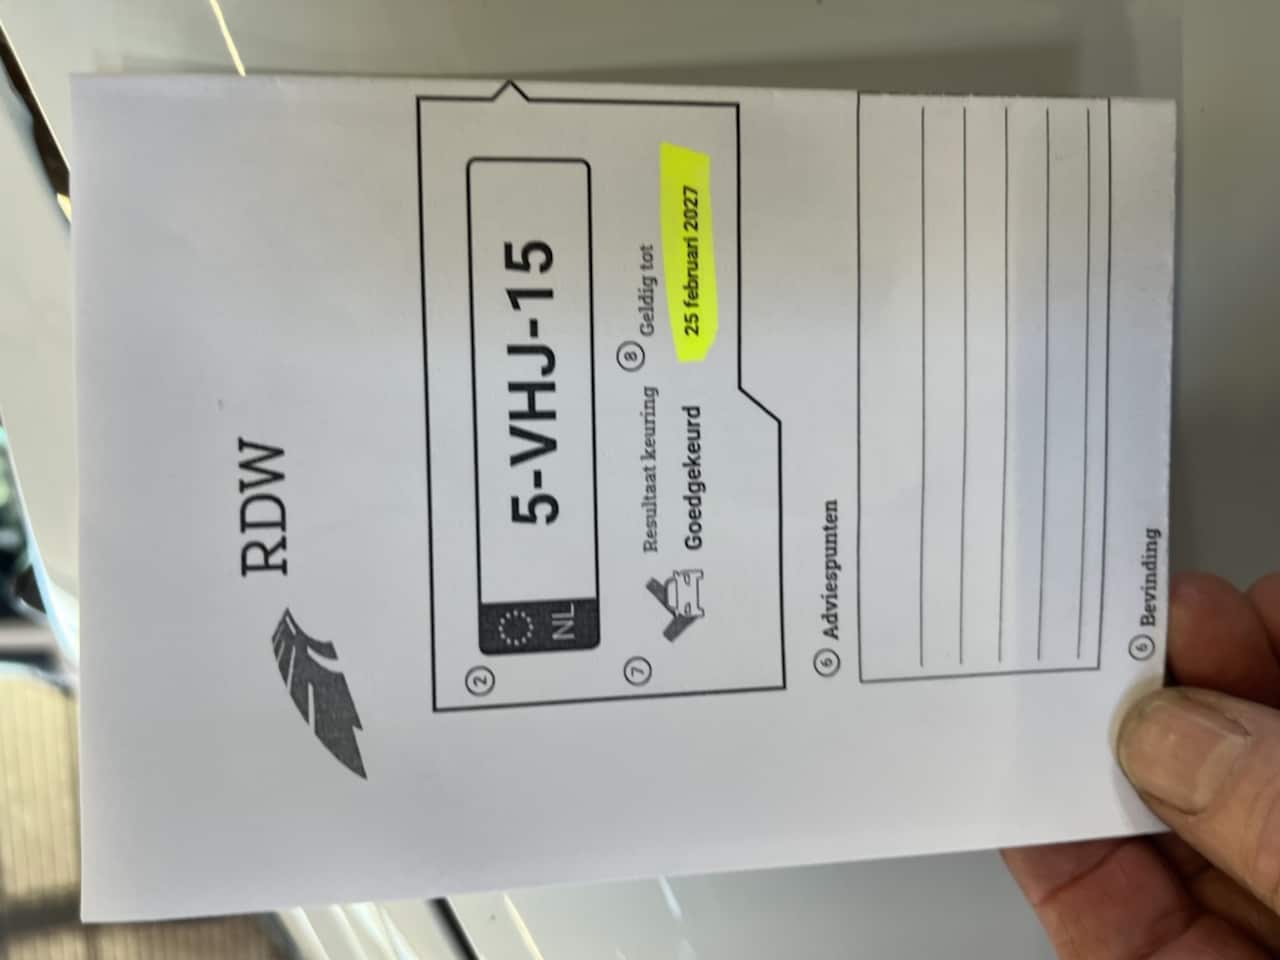 RDW
2
NL
5-VHJ-15
7 Resultaat keuring
Goedgekeurd
8 Geldig tot
25 februari 2027
6 Adviespunten
6 Bevinding